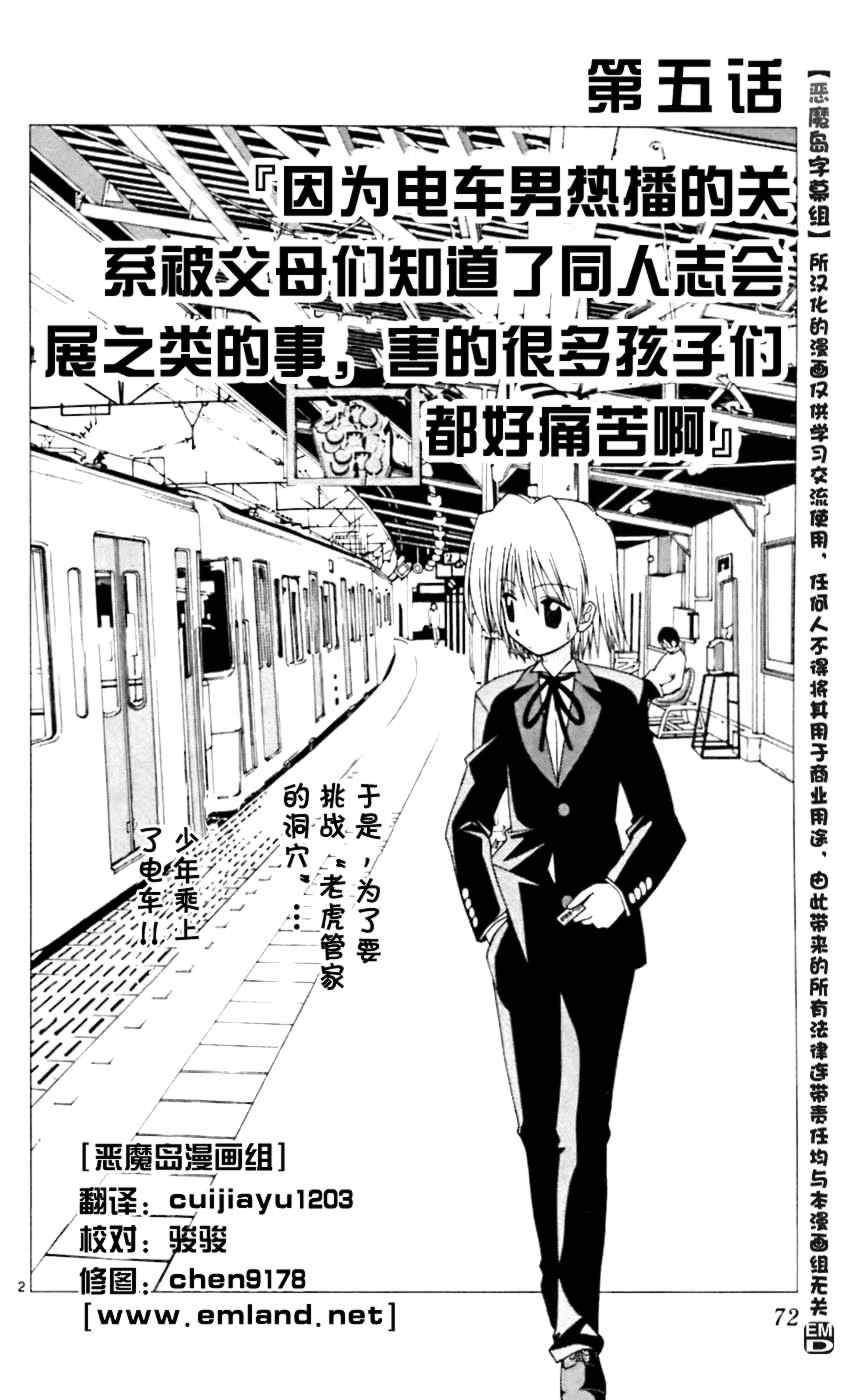 第五话
『因为电车男热播的关
系被父母们知道了同人志会
展之类的事，害的很多孩子们
都好痛苦啊』
【恶魔岛字幕组】所汉化的漫画仅供学习交流使用，任何人不得将其用于商业用途，由此带来的所有法律连带责任均与本漫画组无关
EMD
于是，为了要
挑战“老虎管家
的洞穴”…
少年乘上
了电车!!
[恶魔岛漫画组]
翻译：cuijiayu1203
校对：骏骏
修图：chen9178
[www.emland.net]
2
72